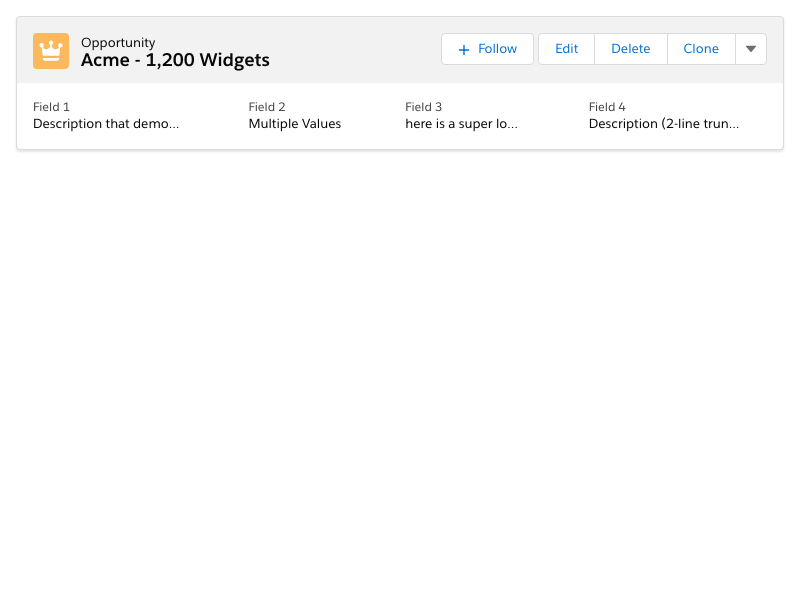 Opportunity
Acme - 1,200 Widgets
Follow
Edit
Delete
Clone
Field 1
Description that demo...
Field 2
Multiple Values
Field 3
here is a super lo...
Field 4
Description (2-line trun...